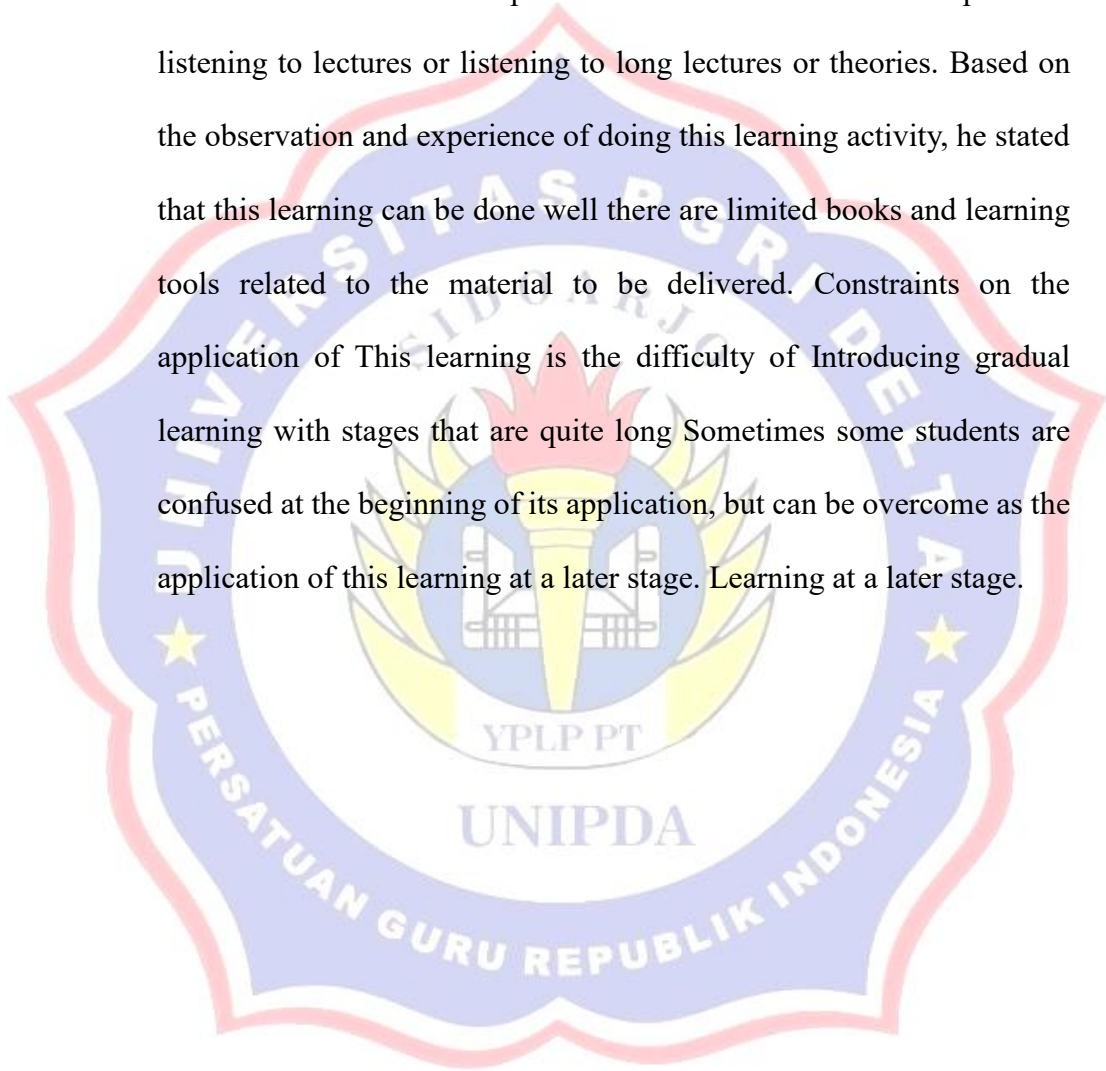 listening to lectures or listening to long lectures or theories. Based on
the observation and experience of doing this learning activity, he stated
that this learning can be done well there are limited books and learning
tools related to the material to be delivered. Constraints on the
application of This learning is the difficulty of Introducing gradual
learning with stages that are quite long Sometimes some students are
confused at the beginning of its application, but can be overcome as the
application of this learning at a later stage. Learning at a later stage.
UNIVERSITAS PGRI DELTA
SIDOARJO
YPLP PT
UNIPDA
PERSATUAN GURU REPUBLIK INDONESIA